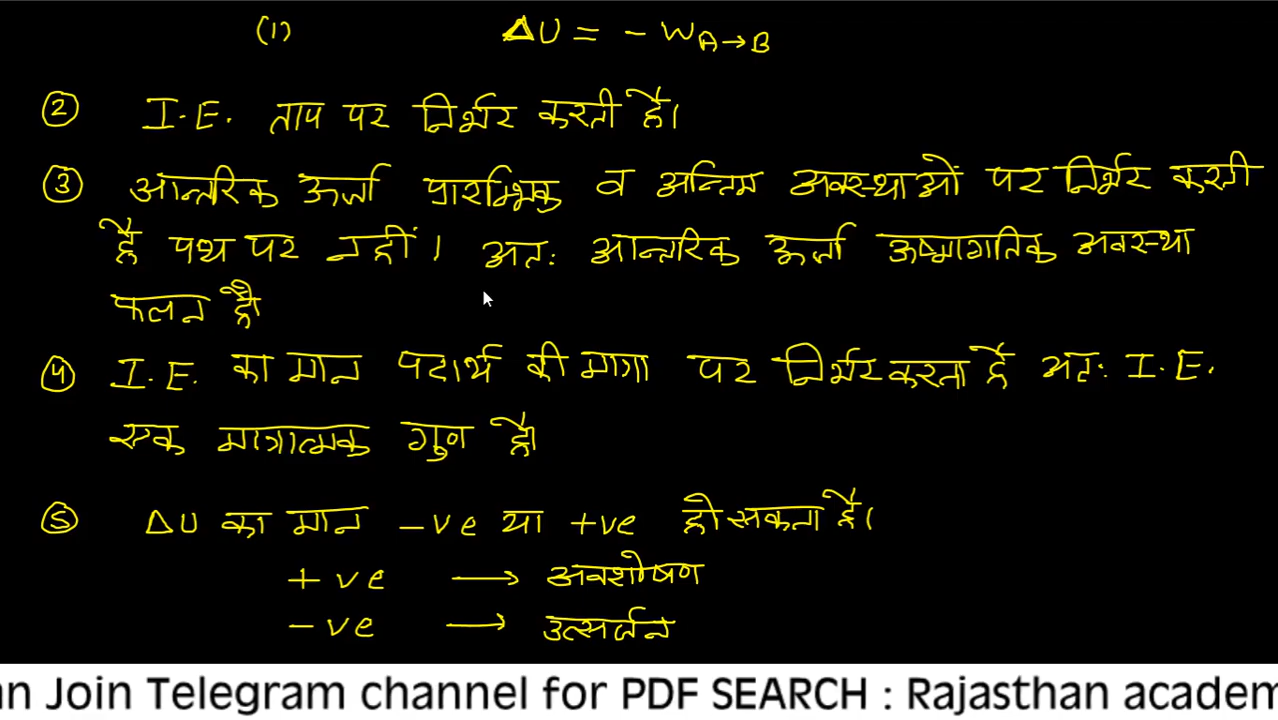 (1) ΔU = - W A→B
② I.E. ताप पर निर्भर करती है।
③ आन्तरिक ऊर्जा प्रारम्भिक व अन्तिम अवस्थाओं पर निर्भर करती
है पथ पर नहीं। अतः आन्तरिक ऊर्जा ऊष्मागतिक अवस्था
फलन है।
④ I.E. का मान पदार्थ की मात्रा पर निर्भर करता है अतः I.E.
एक मात्रात्मक गुण है।
⑤ ΔU का मान -ve या +ve हो सकता है।
+ve → अवशोषण
-ve → उत्सर्जन
an Join Telegram channel for PDF SEARCH : Rajasthan academ